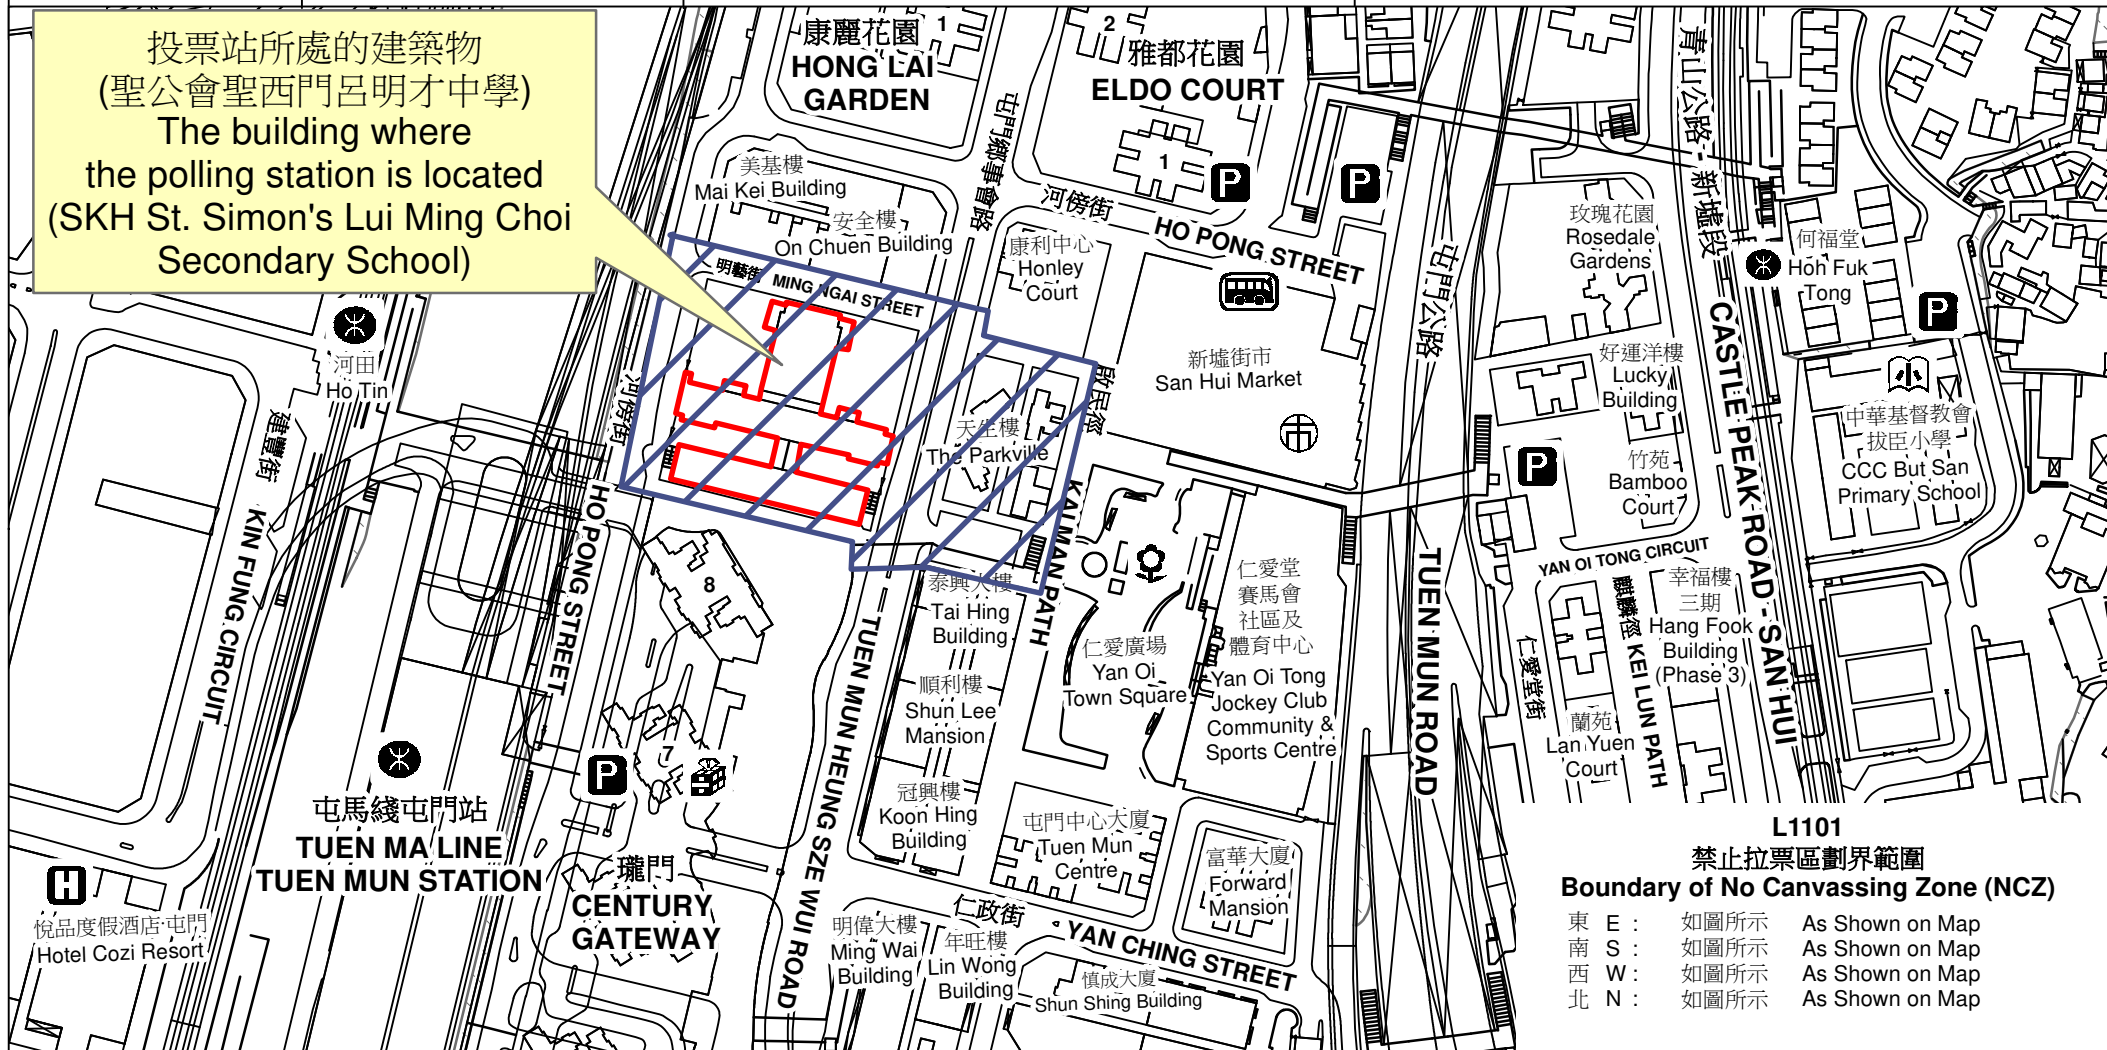 投票站所處的建築物
(聖公會聖西門呂明才中學)
The building where
the polling station is located
(SKH St. Simon's Lui Ming Choi
Secondary School)
康麗花園
HONG LAI
GARDEN
1
2
雅都花園
ELDO COURT
1
P
P
屯門鄉事會路
美基樓
Mai Kei Building
安全樓
On Chuen Building
河傍街
HO PONG STREET
康利中心
Honley
Court
明藝街
MING NGAI STREET
新墟街市
San Hui Market
市
屯門公路
青山公路 - 新墟段
玫瑰花園
Rosedale
Gardens
何福堂
Hoh Fuk
Tong
P
好運洋樓
Lucky
Building
小
中華基督教會
拔臣小學
CCC But San
Primary School
竹苑
Bamboo
Court
P
CASTLE PEAK ROAD - SAN HUI
河田
Ho Tin
建豐街
KIN FUNG CIRCUIT
河傍街
HO PONG STREET
天生樓
The Parkville
啟民徑
KAI MAN PATH
8
7
P
泰興大樓
Tai Hing
Building
順利樓
Shun Lee
Mansion
冠興樓
Koon Hing
Building
TUEN MUN HEUNG SZE WUI ROAD
仁愛廣場
Yan Oi
Town Square
仁愛堂
賽馬會
社區及
體育中心
Yan Oi Tong
Jockey Club
Community &
Sports Centre
TUEN MUN ROAD
YAN OI TONG CIRCUIT
仁愛堂街
麒麟徑 KEI LUN PATH
幸福樓
三期
Hang Fook
Building
(Phase 3)
蘭苑
Lan Yuen
Court
屯馬綫屯門站
TUEN MA LINE
TUEN MUN STATION
瓏門
CENTURY
GATEWAY
H
悅品度假酒店·屯門
Hotel Cozi Resort
屯門中心大廈
Tuen Mun
Centre
富華大廈
Forward
Mansion
仁政街
YAN CHING STREET
明偉大樓
Ming Wai
Building
年旺樓
Lin Wong
Building
慎成大廈
Shun Shing Building
L1101
禁止拉票區劃界範圍
Boundary of No Canvassing Zone (NCZ)
東 E : 如圖所示 As Shown on Map
南 S : 如圖所示 As Shown on Map
西 W : 如圖所示 As Shown on Map
北 N : 如圖所示 As Shown on Map